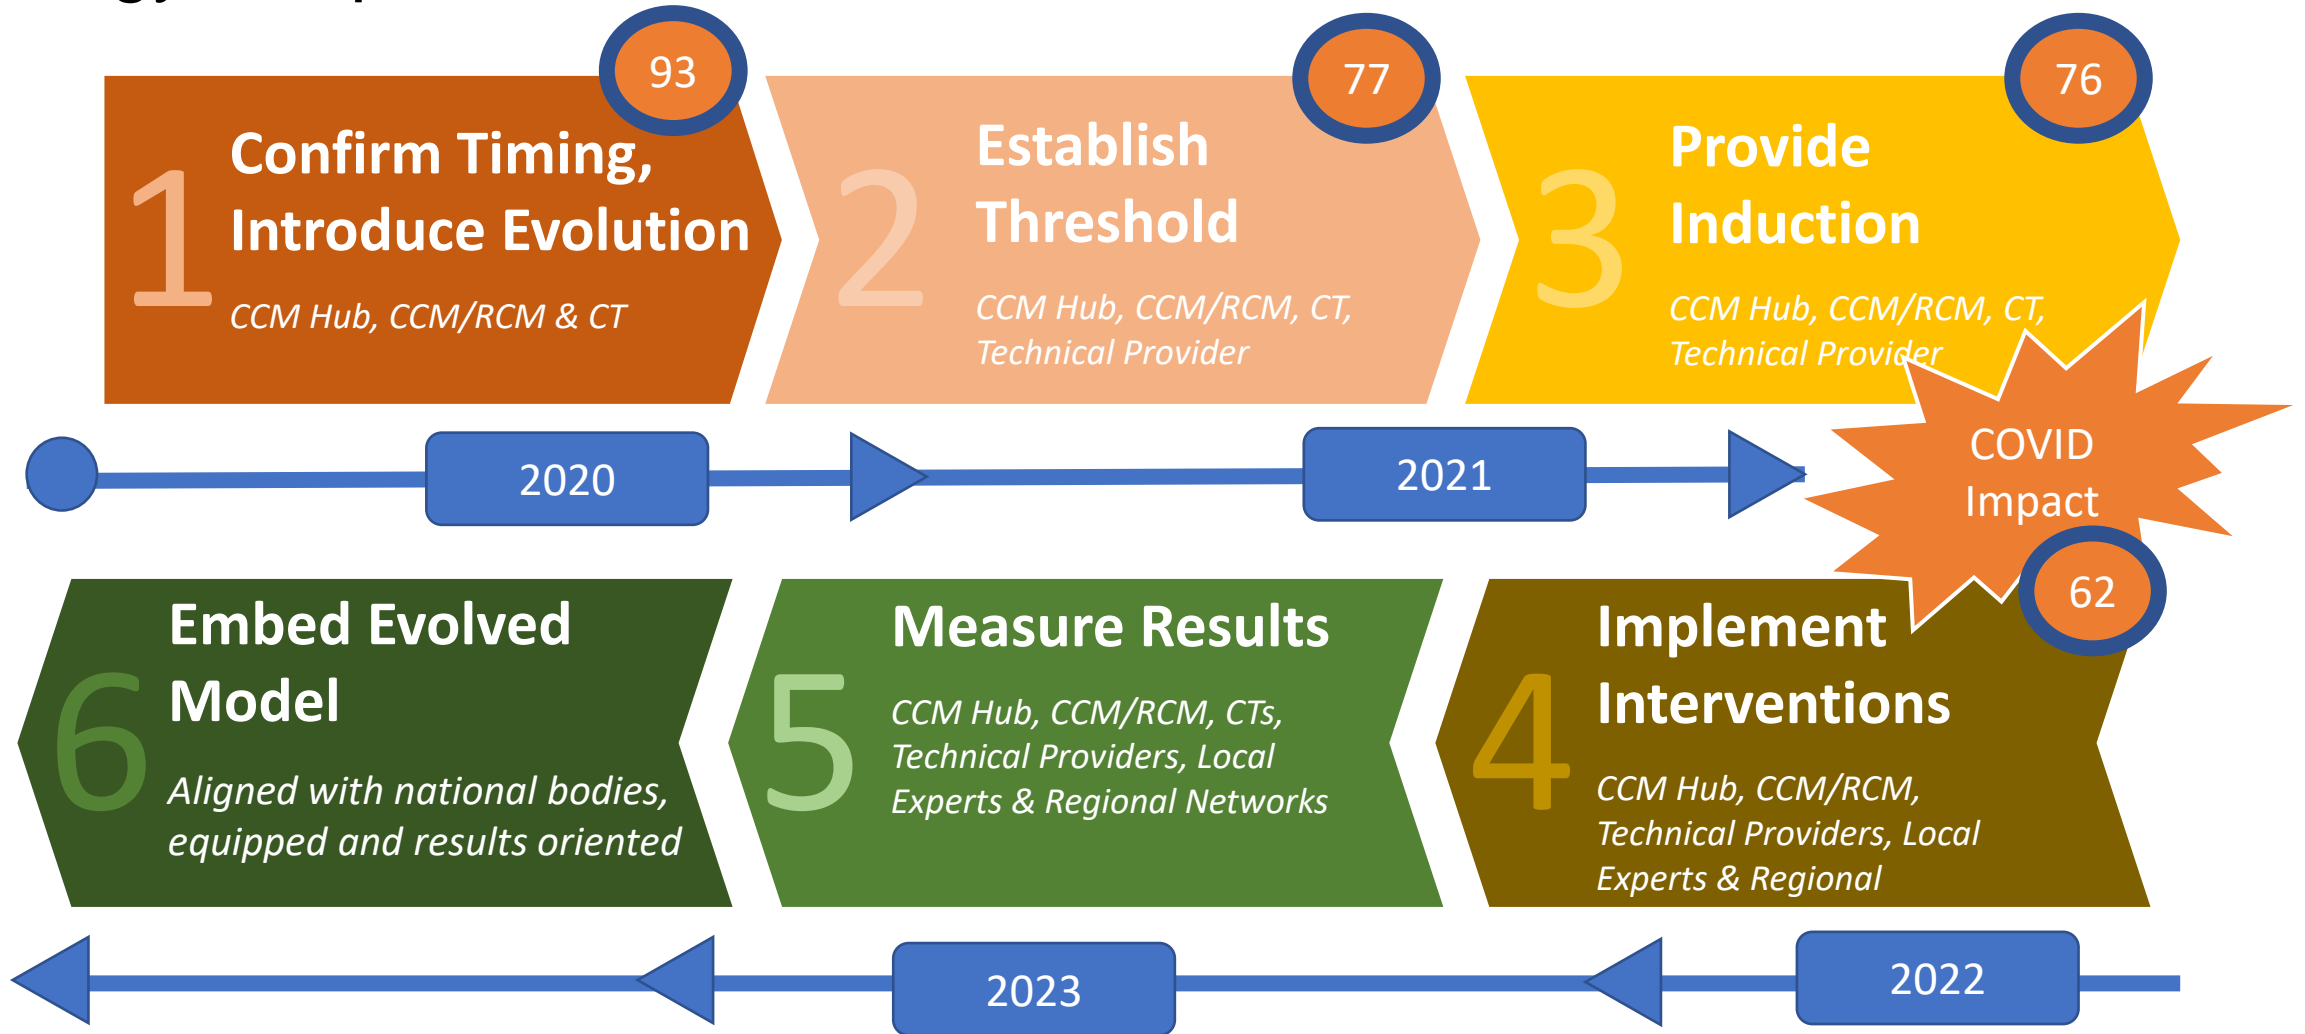 93
1
Confirm Timing,
Introduce Evolution
CCM Hub, CCM/RCM & CT
77
2
Establish
Threshold
CCM Hub, CCM/RCM, CT,
Technical Provider
76
3
Provide
Induction
CCM Hub, CCM/RCM, CT,
Technical Provider
2020
2021
COVID
Impact
62
4
Implement
Interventions
CCM Hub, CCM/RCM,
Technical Providers, Local
Experts & Regional
5
Measure Results
CCM Hub, CCM/RCM, CTs,
Technical Providers, Local
Experts & Regional Networks
6
Embed Evolved
Model
Aligned with national bodies,
equipped and results oriented
2022
2023